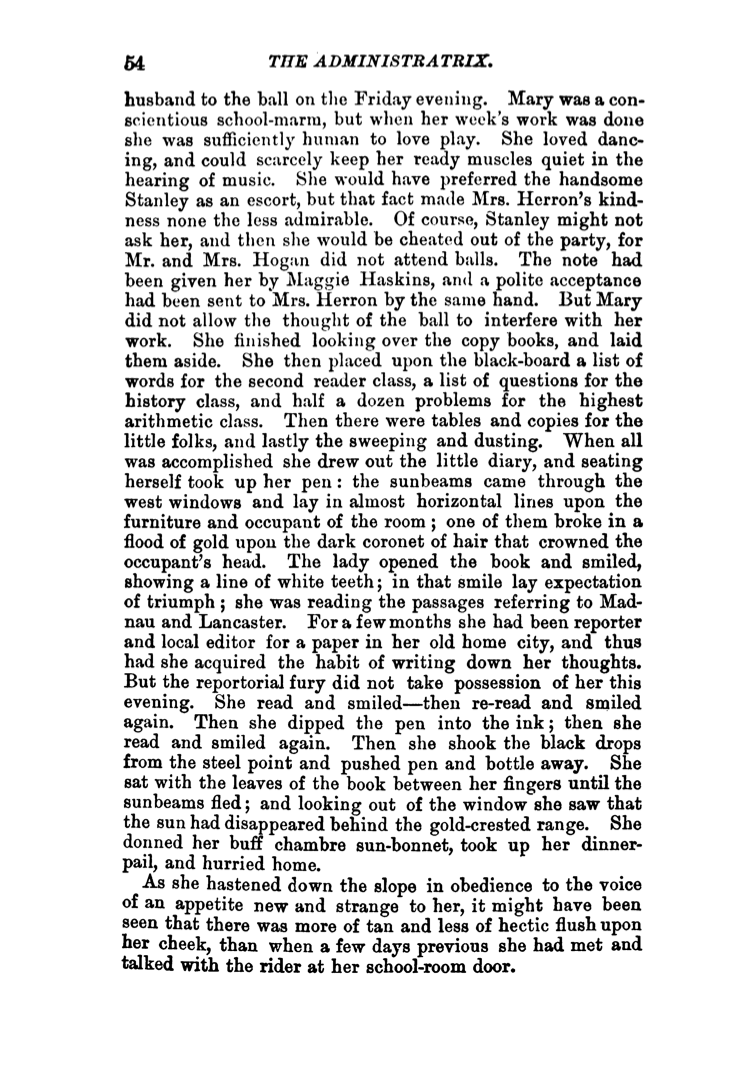 54 THE ADMINISTRATRIX.
husband to the ball on the Friday evening. Mary was a con-
scientious school-marm, but when her week's work was done
she was sufficiently human to love play. She loved danc-
ing, and could scarcely keep her ready muscles quiet in the
hearing of music. She would have preferred the handsome
Stanley as an escort, but that fact made Mrs. Herron's kind-
ness none the less admirable. Of course, Stanley might not
ask her, and then she would be cheated out of the party, for
Mr. and Mrs. Hogan did not attend balls. The note had
been given her by Maggie Haskins, and a polite acceptance
had been sent to Mrs. Herron by the same hand. But Mary
did not allow the thought of the ball to interfere with her
work. She finished looking over the copy books, and laid
them aside. She then placed upon the black-board a list of
words for the second reader class, a list of questions for the
history class, and half a dozen problems for the highest
arithmetic class. Then there were tables and copies for the
little folks, and lastly the sweeping and dusting. When all
was accomplished she drew out the little diary, and seating
herself took up her pen: the sunbeams came through the
west windows and lay in almost horizontal lines upon the
furniture and occupant of the room; one of them broke in a
flood of gold upon the dark coronet of hair that crowned the
occupant's head. The lady opened the book and smiled,
showing a line of white teeth; in that smile lay expectation
of triumph; she was reading the passages referring to Mad-
nau and Lancaster. For a few months she had been reporter
and local editor for a paper in her old home city, and thus
had she acquired the habit of writing down her thoughts.
But the reportorial fury did not take possession of her this
evening. She read and smiled—then re-read and smiled
again. Then she dipped the pen into the ink; then she
read and smiled again. Then she shook the black drops
from the steel point and pushed pen and bottle away. She
sat with the leaves of the book between her fingers until the
sunbeams fled; and looking out of the window she saw that
the sun had disappeared behind the gold-crested range. She
donned her buff chambre sun-bonnet, took up her dinner-
pail, and hurried home.
As she hastened down the slope in obedience to the voice
of an appetite new and strange to her, it might have been
seen that there was more of tan and less of hectic flush upon
her cheek, than when a few days previous she had met and
talked with the rider at her school-room door.